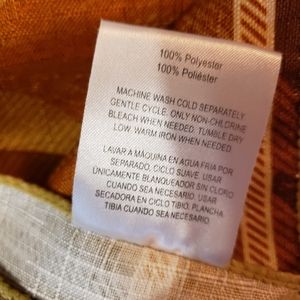 100% Polyester
100% Poliéster
MACHINE WASH COLD SEPARATELY
GENTLE CYCLE. ONLY NON-CHLRINE
BLEACH WHEN NEEDED. TUMBLE DRY
LOW. WARM IRON WHEN NEEDED.
LAVAR A MÁQUINA EN AGUA FRIA POR
SEPARADO, CICLO SUAVE. USAR
ÚNICAMENTE BLANQUEADOR SIN CLORO
CUANDO SEA NECESARIO. USAR
SECADORA EN CICLO TIBIO, PLANCHA
TIBIA CUANDO SEA NECESARIO.